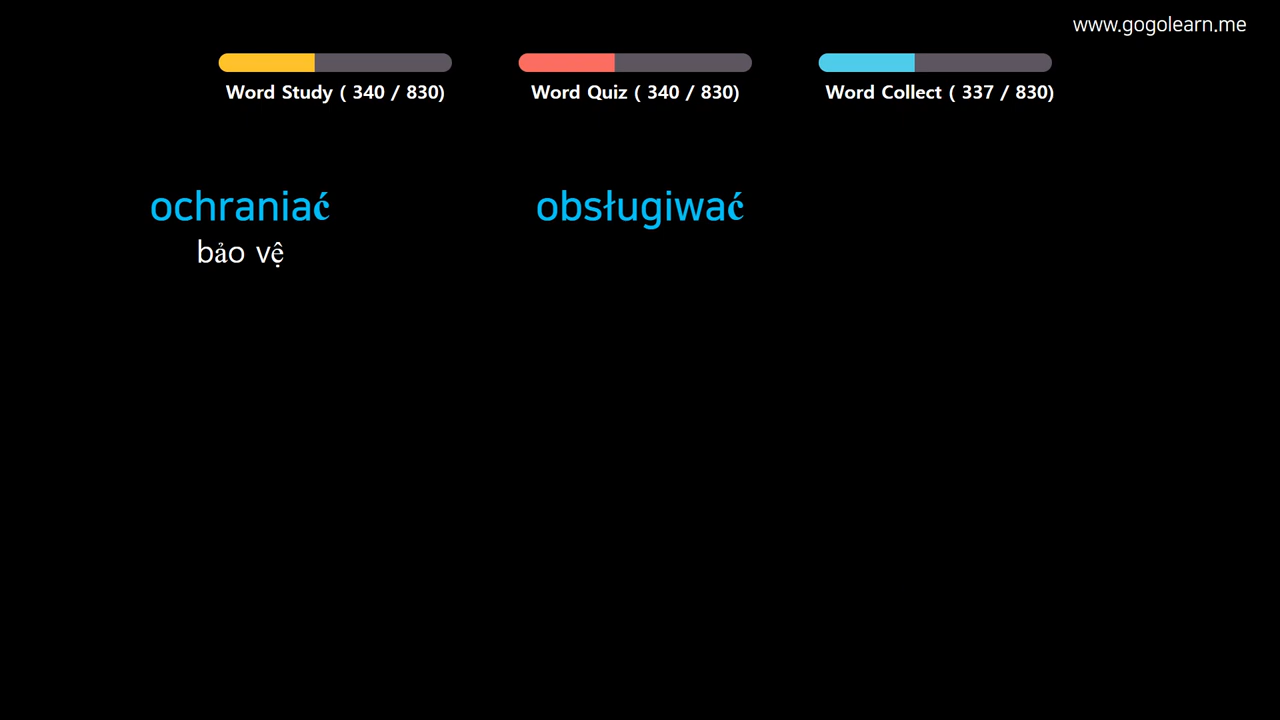 www.gogolearn.me
Word Study ( 340 / 830)
Word Quiz ( 340 / 830)
Word Collect ( 337 / 830)
ochraniać
obsługiwać
bảo vệ